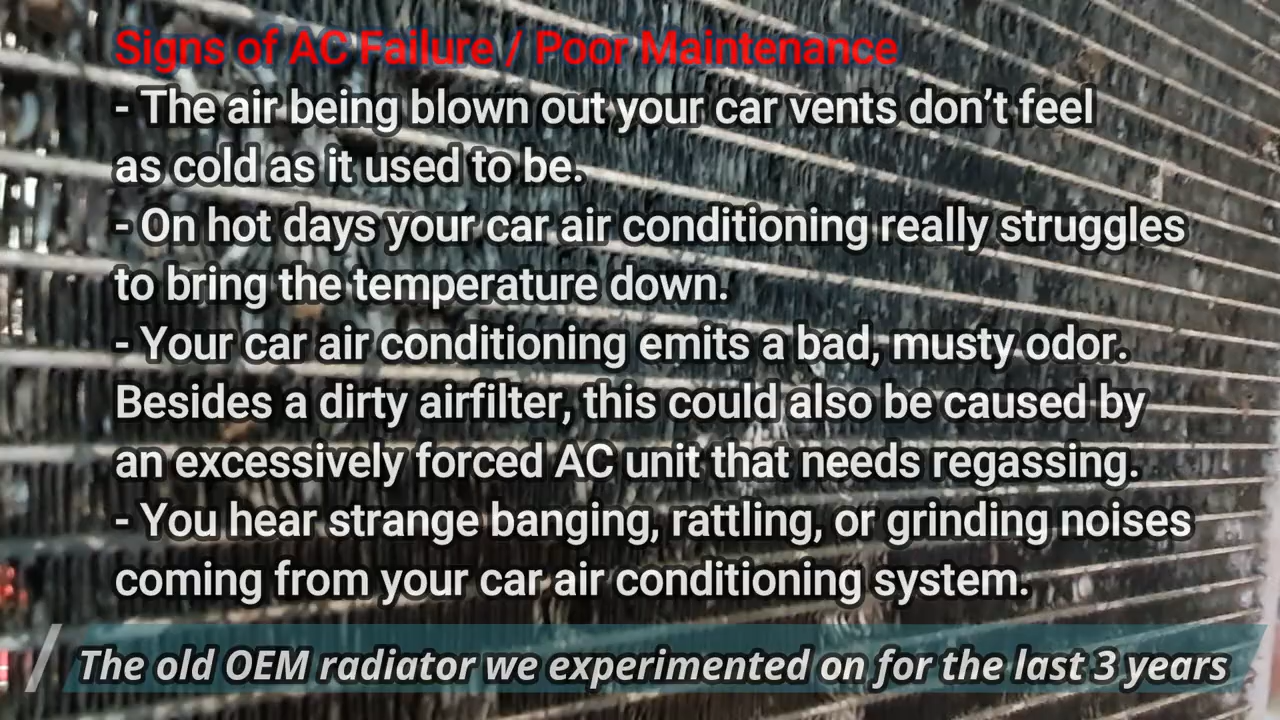 Signs of AC Failure / Poor Maintenance
- The air being blown out your car vents don’t feel
as cold as it used to be.
- On hot days your car air conditioning really struggles
to bring the temperature down.
- Your car air conditioning emits a bad, musty odor.
Besides a dirty airfilter, this could also be caused by
an excessively forced AC unit that needs regassing.
- You hear strange banging, rattling, or grinding noises
coming from your car air conditioning system.
The old OEM radiator we experimented on for the last 3 years